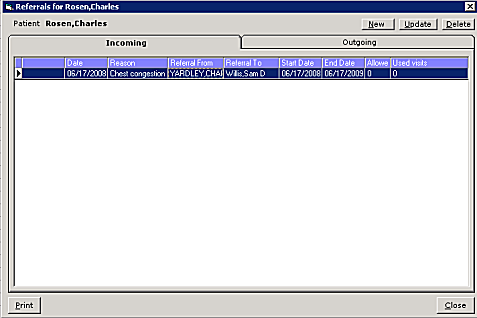 Referrals for Rosen,Charles
Patient Rosen,Charles New Update Delete
Incoming Outgoing
Date Reason Referral From Referral To Start Date End Date Allowe Used visits
06/17/2008 Chest congestion YARDLEY,CHAI Willis,Sam D 06/17/2008 06/17/2009 0 0
Print Close